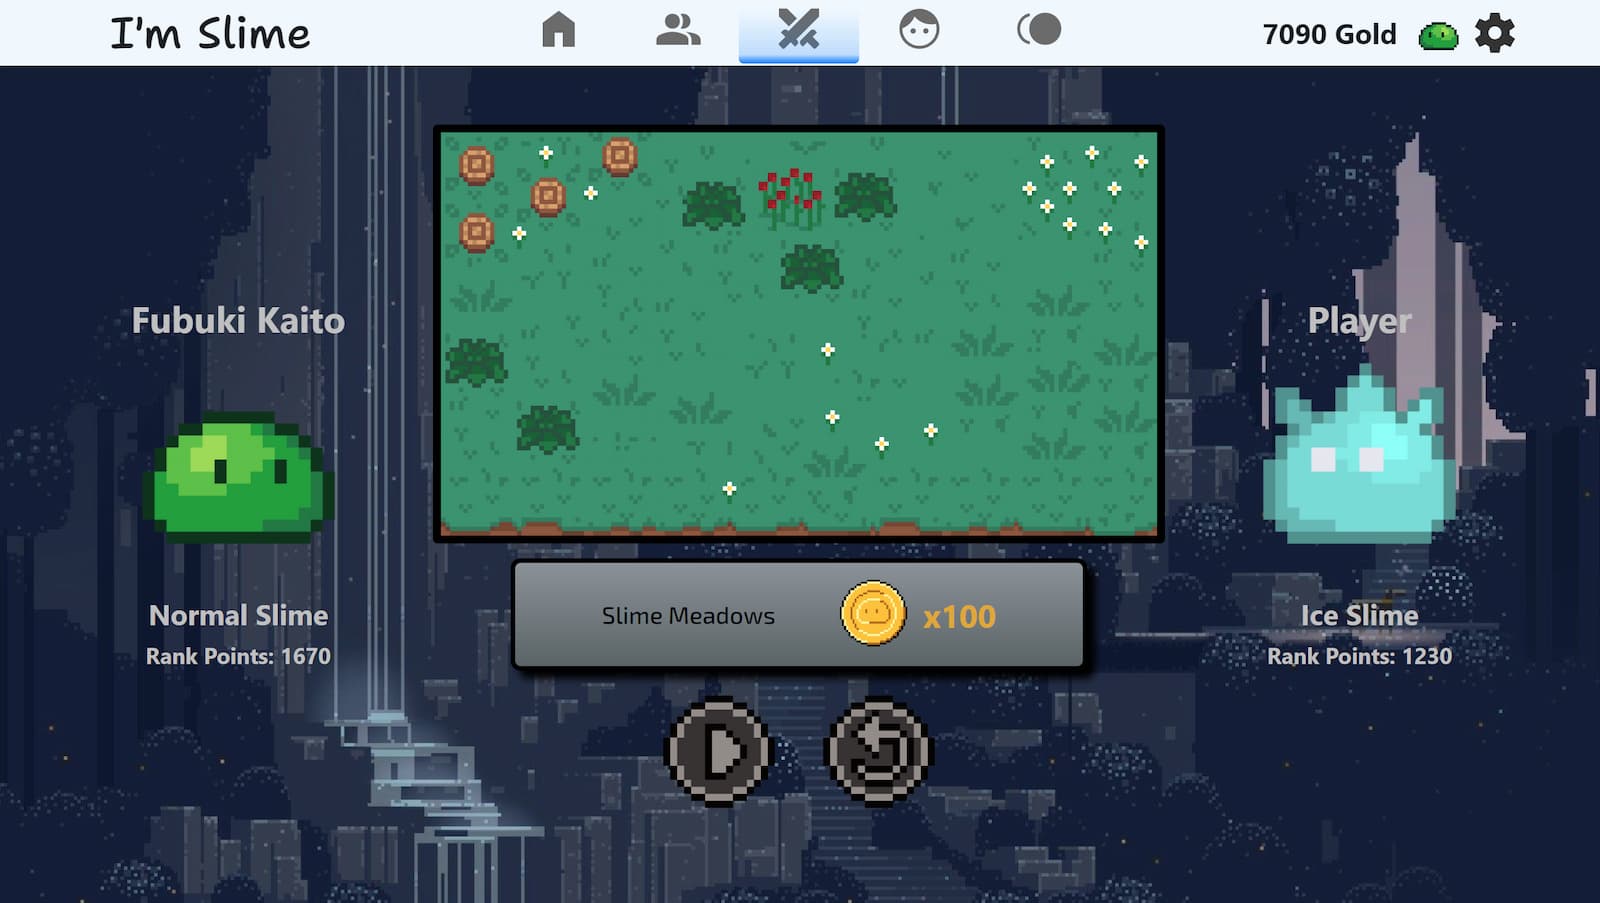 I'm Slime
7090 Gold
Fubuki Kaito
Player
Normal Slime
Rank Points: 1670
Slime Meadows
x100
Ice Slime
Rank Points: 1230